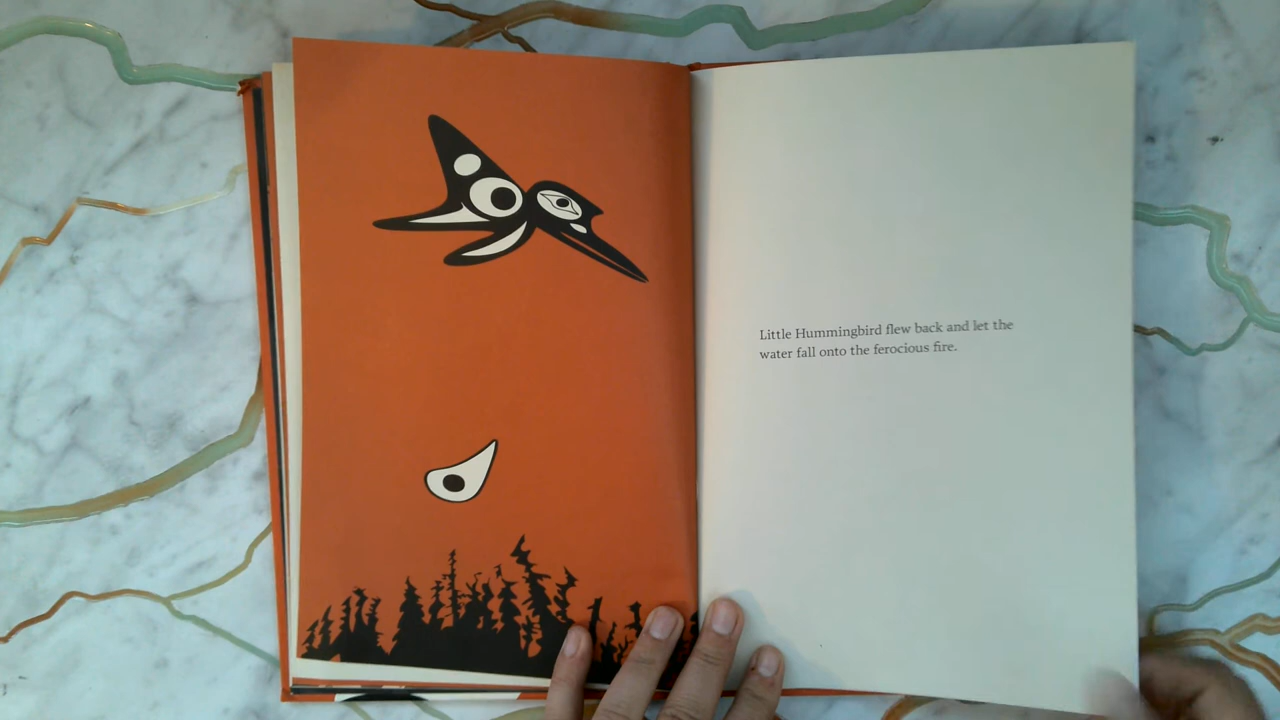 Little Hummingbird flew back and let the
water fall onto the ferocious fire.